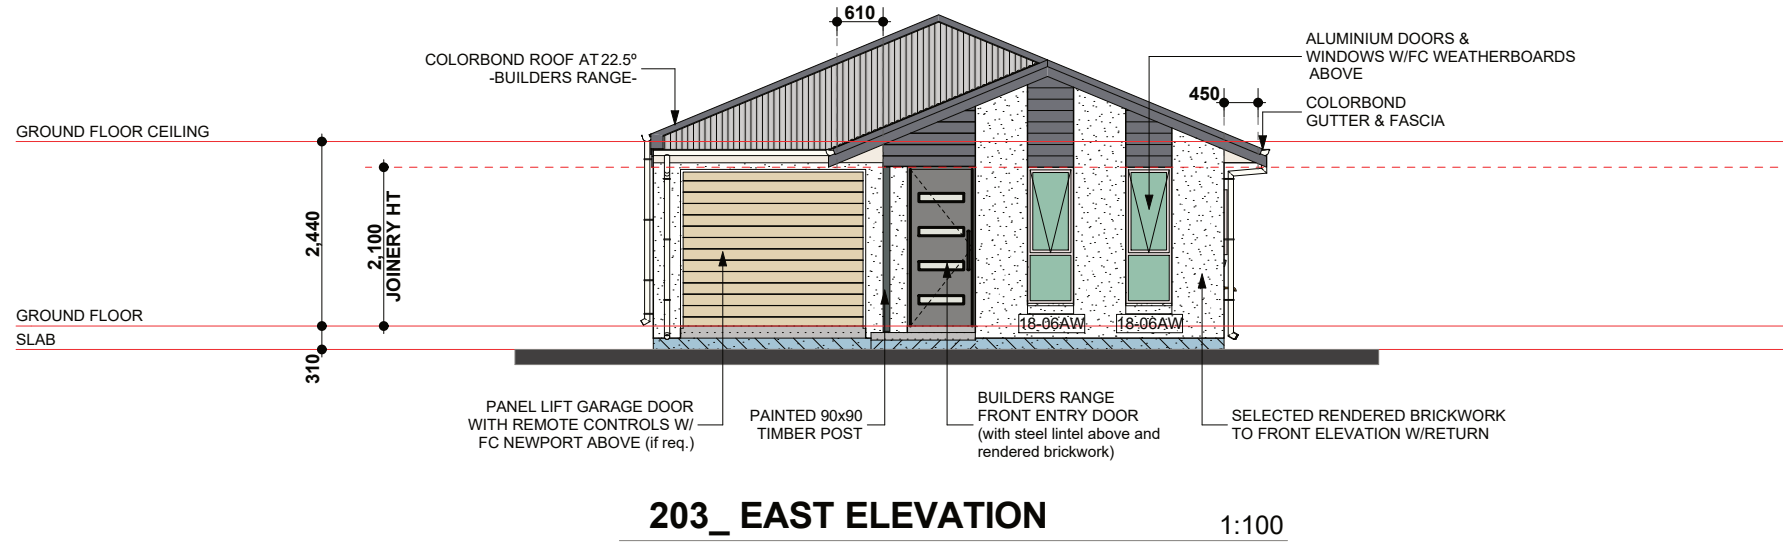 610
COLORBOND ROOF AT 22.5º
-BUILDERS RANGE-
ALUMINIUM DOORS &
WINDOWS W/FC WEATHERBOARDS
ABOVE
450
COLORBOND
GUTTER & FASCIA
GROUND FLOOR CEILING
2,440
2,100
JOINERY HT
GROUND FLOOR
SLAB
310
18-06AW
18-06AW
PANEL LIFT GARAGE DOOR
WITH REMOTE CONTROLS W/
FC NEWPORT ABOVE (if req.)
PAINTED 90x90
TIMBER POST
BUILDERS RANGE
FRONT ENTRY DOOR
(with steel lintel above and
rendered brickwork)
SELECTED RENDERED BRICKWORK
TO FRONT ELEVATION W/RETURN
203_ EAST ELEVATION
1:100